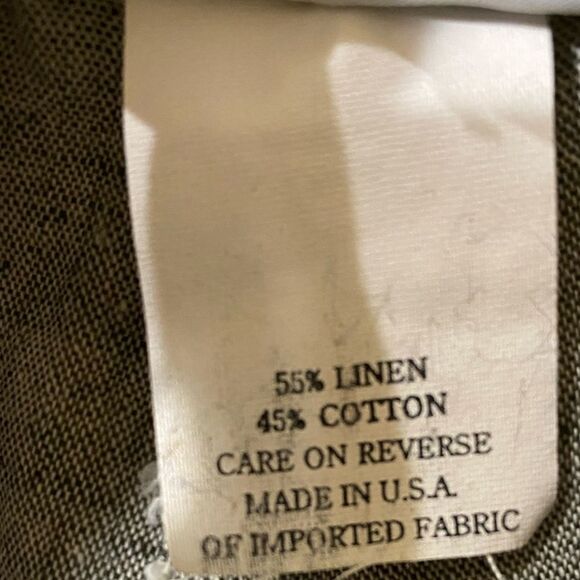 55% LINEN
45% COTTON
CARE ON REVERSE
MADE IN U.S.A.
OF IMPORTED FABRIC